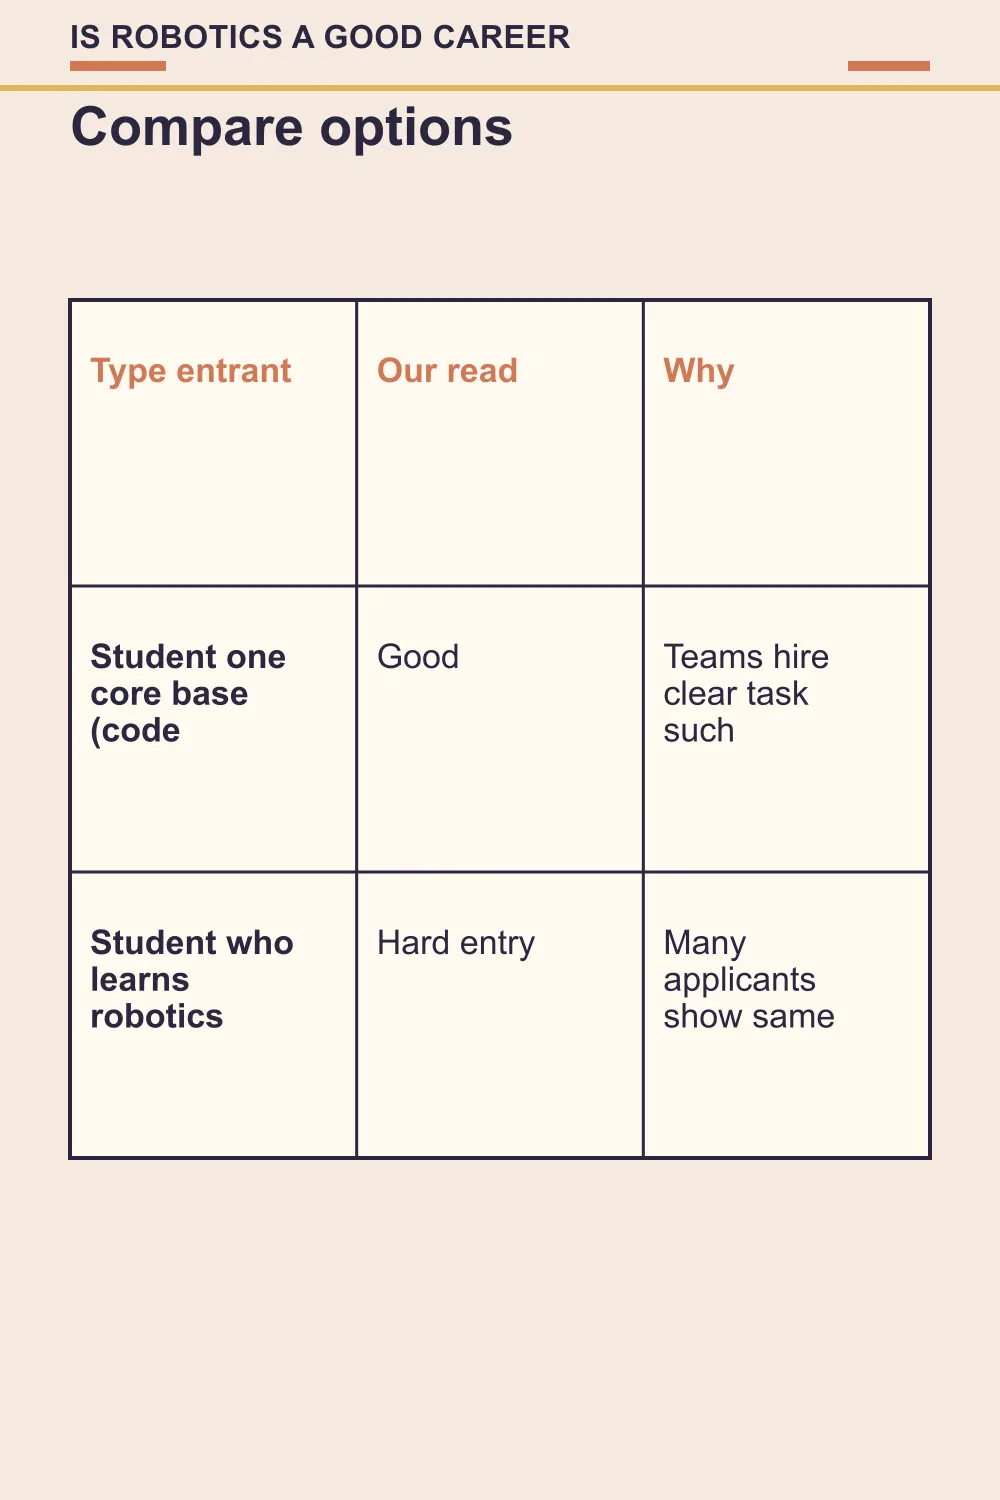 IS ROBOTICS A GOOD CAREER
Compare options
Type entrant
Our read
Why
Student one
core base
(code
Good
Teams hire
clear task
such
Student who
learns
robotics
Hard entry
Many
applicants
show same